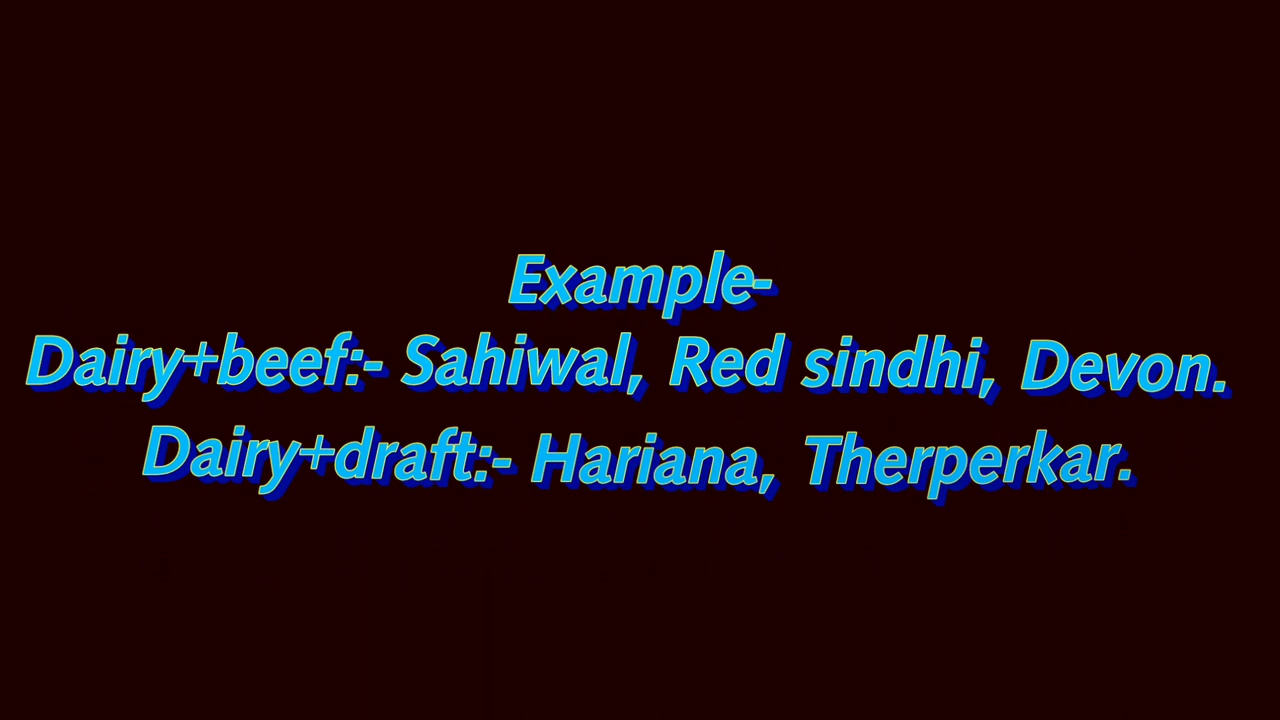 Example-
Dairy+beef:- Sahiwal, Red sindhi, Devon.
Dairy+draft:- Hariana, Therperkar.